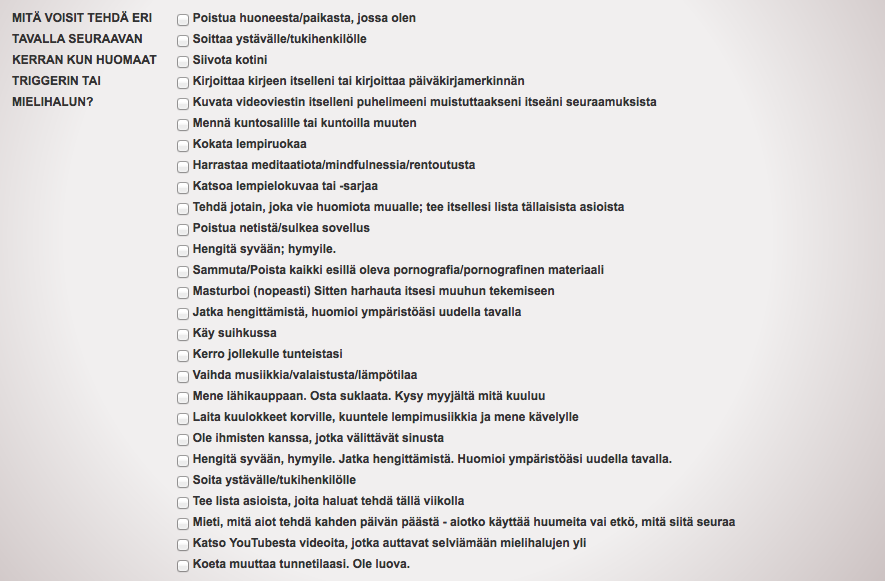 MITÄ VOISIT TEHDÄ ERI
TAVALLA SEURAAVAN
KERRAN KUN HUOMAAT
TRIGGERIN TAI
MIELIHALUN?
Poistua huoneesta/paikasta, jossa olen
Soittaa ystävälle/tukihenkilölle
Siivota kotini
Kirjoittaa kirjeen itselleni tai kirjoittaa päiväkirjamerkinnän
Kuvata videoviestin itselleni puhelimeeni muistuttaakseni itseäni seuraamuksista
Mennä kuntosalille tai kuntoilla muuten
Kokata lempiruokaa
Harrastaa meditaatiota/mindfulnessia/rentoutusta
Katsoa lempielokuvaa tai -sarjaa
Tehdä jotain, joka vie huomiota muualle; tee itsellesi lista tällaisista asioista
Poistua netistä/sulkea sovellus
Hengitä syvään; hymyile.
Sammuta/Poista kaikki esillä oleva pornografia/pornografinen materiaali
Masturboi (nopeasti) Sitten harhauta itsesi muuhun tekemiseen
Jatka hengittämistä, huomioi ympäristöäsi uudella tavalla
Käy suihkussa
Kerro jollekulle tunteistasi
Vaihda musiikkia/valaistusta/lämpötilaa
Mene lähikauppaan. Osta suklaata. Kysy myyjältä mitä kuuluu
Laita kuulokkeet korville, kuuntele lempimusiikkia ja mene kävelylle
Ole ihmisten kanssa, jotka välittävät sinusta
Hengitä syvään, hymyile. Jatka hengittämistä. Huomioi ympäristöäsi uudella tavalla.
Soita ystävälle/tukihenkilölle
Tee lista asioista, joita haluat tehdä tällä viikolla
Mieti, mitä aiot tehdä kahden päivän päästä - aiotko käyttää huumeita vai etkö, mitä siitä seuraa
Katso YouTubesta videoita, jotka auttavat selviämään mielihalujen yli
Koeta muuttaa tunnetilaasi. Ole luova.